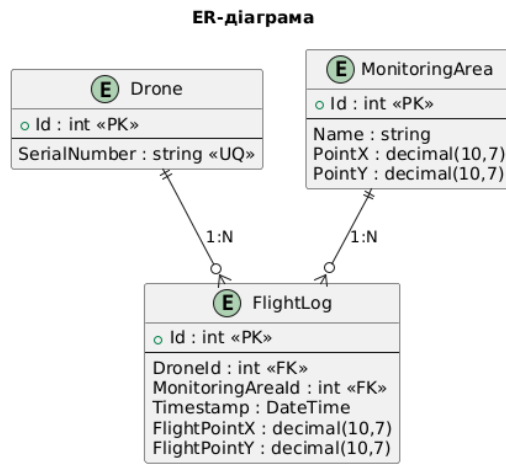 ER-діаграма
E Drone
Id : int «PK»
SerialNumber : string «UQ»
E MonitoringArea
Id : int «PK»
Name : string
PointX : decimal(10,7)
PointY : decimal(10,7)
1:N
1:N
E FlightLog
Id : int «PK»
DroneId : int «FK»
MonitoringAreaId : int «FK»
Timestamp : DateTime
FlightPointX : decimal(10,7)
FlightPointY : decimal(10,7)